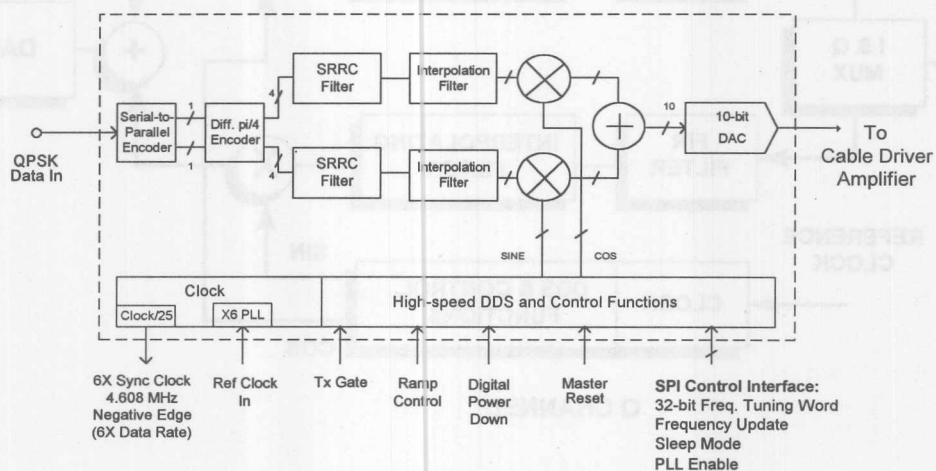 QPSK
Data In
Serial-to-
Parallel
Encoder
1
1
Diff. pi/4
Encoder
4
4
SRRC
Filter
SRRC
Filter
Interpolation
Filter
Interpolation
Filter
SINE
COS
10
10-bit
DAC
To
Cable Driver
Amplifier
Clock
Clock/25
X6 PLL
High-speed DDS and Control Functions
6X Sync Clock
4.608 MHz
Negative Edge
(6X Data Rate)
Ref Clock
In
Tx Gate
Ramp
Control
Digital
Power
Down
Master
Reset
SPI Control Interface:
32-bit Freq. Tuning Word
Frequency Update
Sleep Mode
PLL Enable